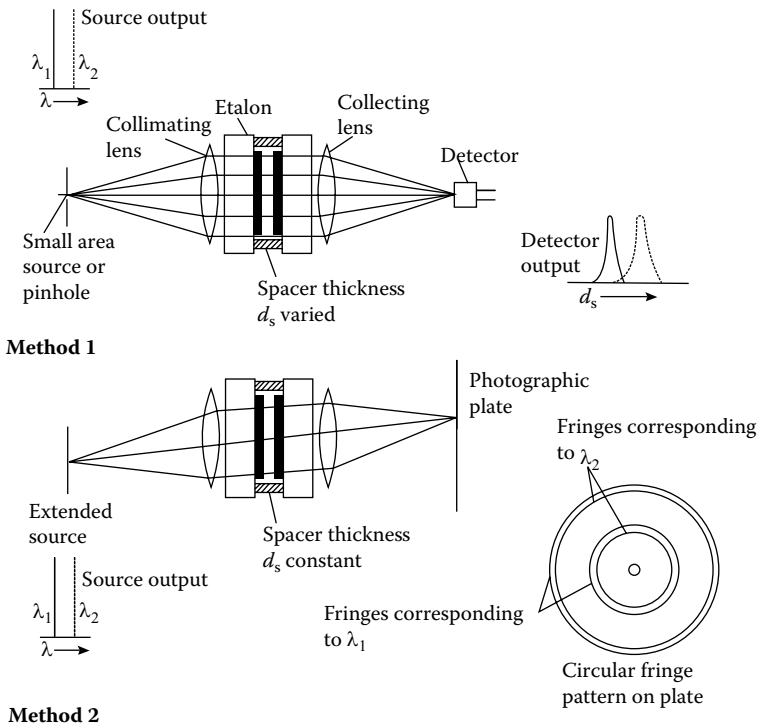 Source output
λ1 λ2
λ
Etalon
Collimating
lens
Collecting
lens
Detector
Small area
source or
pinhole
Spacer thickness
ds varied
Detector
output
ds
Method 1
Photographic
plate
Fringes corresponding
to λ2
Extended
source
Spacer thickness
ds constant
Source output
λ1 λ2
λ
Fringes corresponding
to λ1
Circular fringe
pattern on plate
Method 2